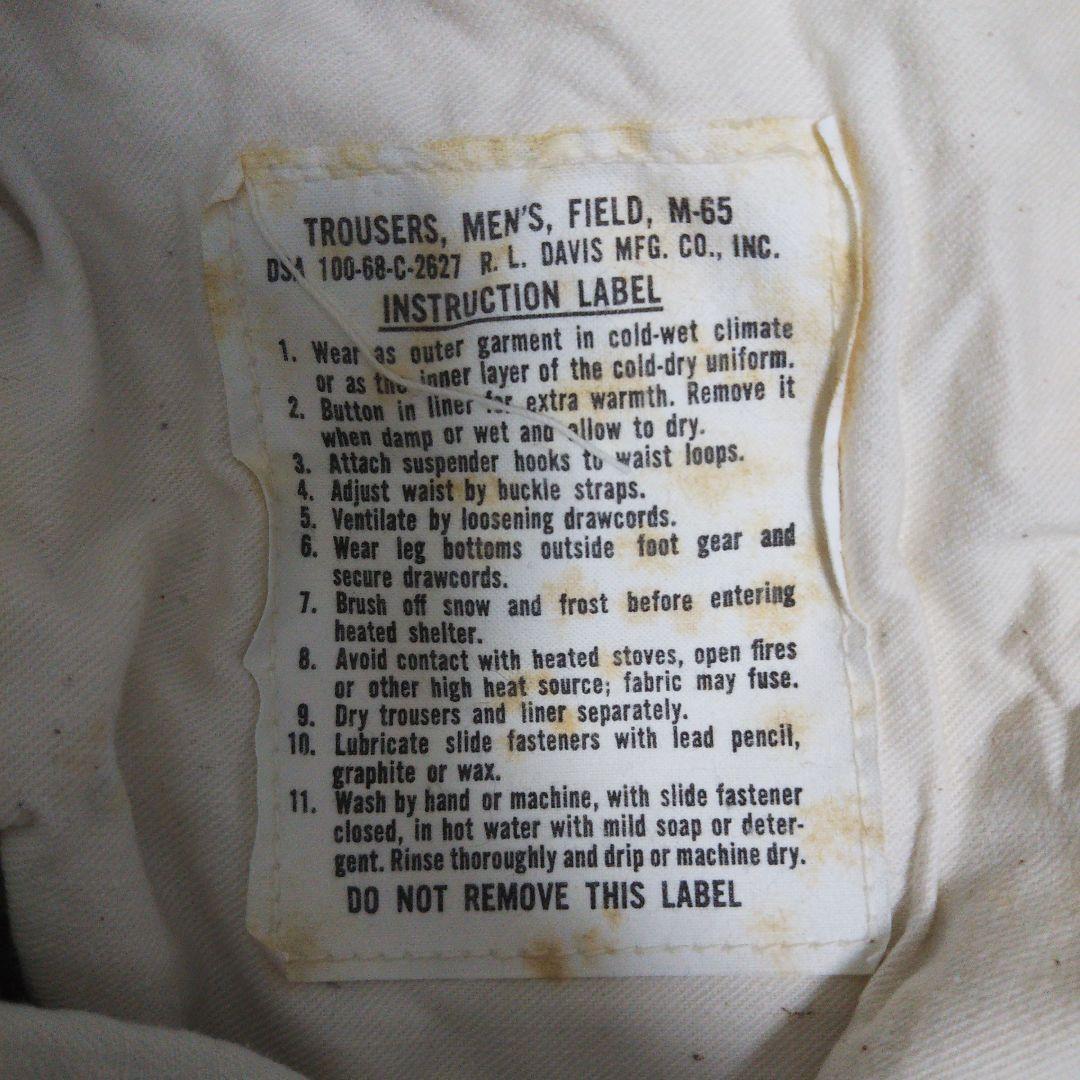 TROUSERS, MEN'S, FIELD, M-65
DSA 100-68-C-2627 R. L. DAVIS MFG. CO., INC.
INSTRUCTION LABEL
1. Wear as outer garment in cold-wet climate
or as the inner layer of the cold-dry uniform.
2. Button in liner for extra warmth. Remove it
when damp or wet and allow to dry.
3. Attach suspender hooks to waist loops.
4. Adjust waist by buckle straps.
5. Ventilate by loosening drawcords.
6. Wear leg bottoms outside foot gear and
secure drawcords.
7. Brush off snow and frost before entering
heated shelter.
8. Avoid contact with heated stoves, open fires
or other high heat source; fabric may fuse.
9. Dry trousers and liner separately.
10. Lubricate slide fasteners with lead pencil,
graphite or wax.
11. Wash by hand or machine, with slide fastener
closed, in hot water with mild soap or deter-
gent. Rinse thoroughly and drip or machine dry.
DO NOT REMOVE THIS LABEL